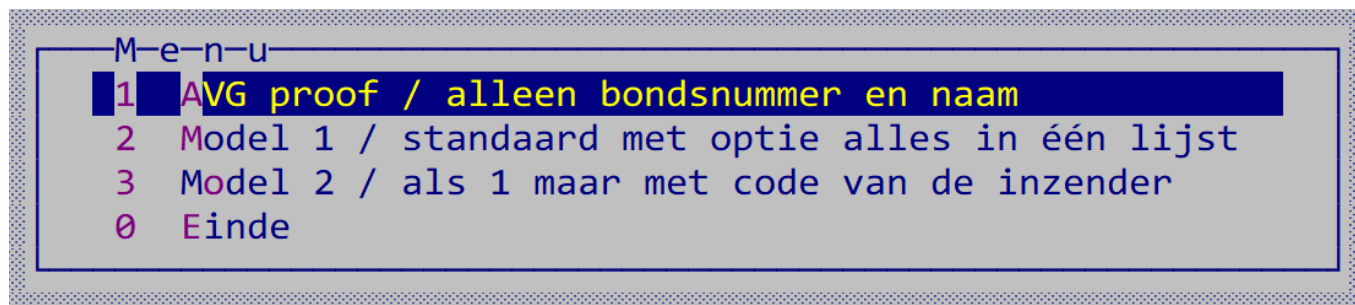 M-e-n-u
1 AVG proof / alleen bondsnummer en naam
2 Model 1 / standaard met optie alles in één lijst
3 Model 2 / als 1 maar met code van de inzender
0 Einde